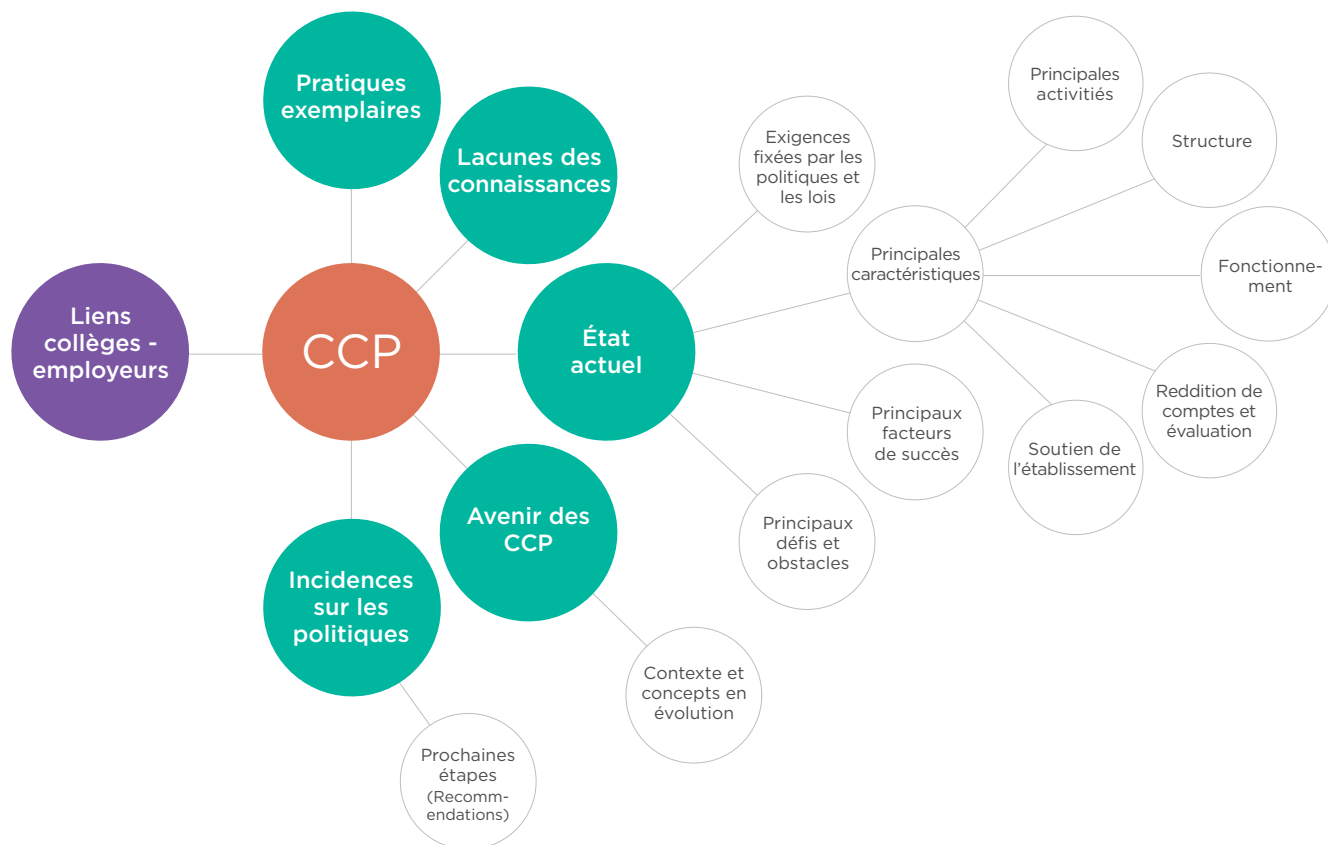 Pratiques
exemplaires
Lacunes des
connaissances
Liens
collèges -
employeurs
CCP
État
actuel
Avenir des
CCP
Incidences
sur les
politiques
Exigences
fixées par les
politiques et
les lois
Principales
caractéristiques
Principaux
facteurs
de succès
Principaux
défis et
obstacles
Contexte et
concepts en
évolution
Prochaines
étapes
(Recomm-
endations)
Principales
activitiés
Structure
Fonctionne-
ment
Reddition de
comptes et
évaluation
Soutien de
l'établissement